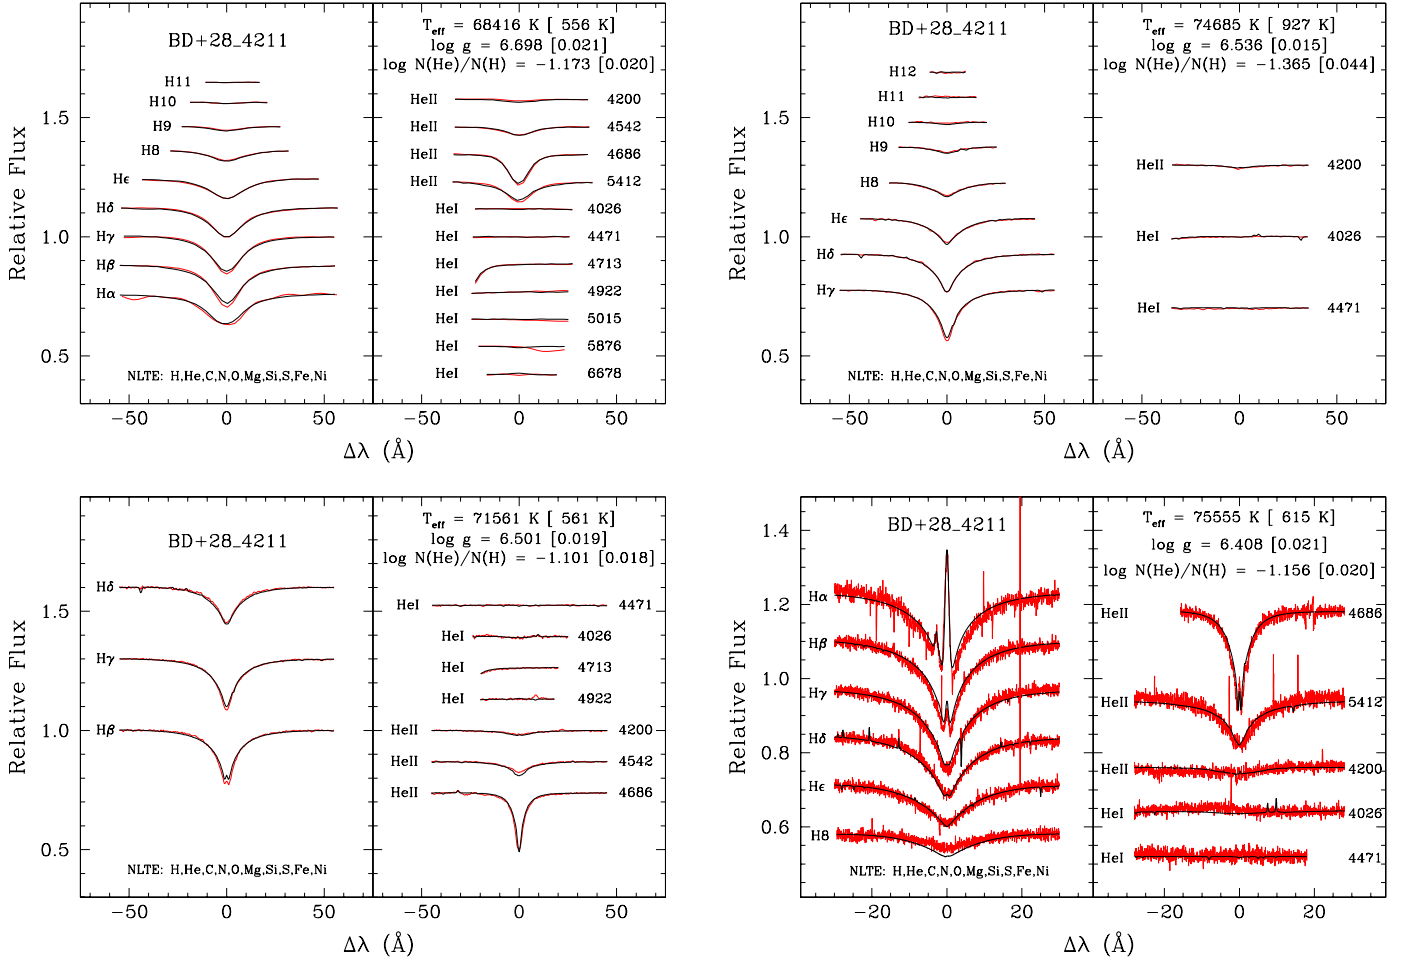 BD+28_4211
H11
H10
H9
H8
Hϵ
Hδ
Hγ
Hβ
Hα
NLTE: H,He,C,N,O,Mg,Si,S,Fe,Ni
Teff = 68416 K [ 556 K]
log g = 6.698 [0.021]
log N(He)/N(H) = −1.173 [0.020]
HeII 4200
HeII 4542
HeII 4686
HeII 5412
HeI 4026
HeI 4471
HeI 4713
HeI 4922
HeI 5015
HeI 5876
HeI 6678
1.5
1.0
0.5
Relative Flux
−50 0 50 −50 0 50
Δλ (Å)
BD+28_4211
H12
H11
H10
H9
H8
Hϵ
Hδ
Hγ
NLTE: H,He,C,N,O,Mg,Si,S,Fe,Ni
Teff = 74685 K [ 927 K]
log g = 6.536 [0.015]
log N(He)/N(H) = −1.365 [0.044]
HeII 4200
HeI 4026
HeI 4471
1.5
1.0
0.5
Relative Flux
−50 0 50 −50 0 50
Δλ (Å)
BD+28_4211
Hδ
Hγ
Hβ
NLTE: H,He,C,N,O,Mg,Si,S,Fe,Ni
Teff = 71561 K [ 561 K]
log g = 6.501 [0.019]
log N(He)/N(H) = −1.101 [0.018]
HeI 4471
HeI 4026
HeI 4713
HeI 4922
HeII 4200
HeII 4542
HeII 4686
1.5
1.0
0.5
Relative Flux
−50 0 50 −50 0 50
Δλ (Å)
BD+28_4211
Hα
Hβ
Hγ
Hδ
Hϵ
H8
NLTE: H,He,C,N,O,Mg,Si,S,Fe,Ni
Teff = 75555 K [ 615 K]
log g = 6.408 [0.021]
log N(He)/N(H) = −1.156 [0.020]
HeII 4686
HeII 5412
HeII 4200
HeI 4026
HeI 4471
1.4
1.2
1.0
0.8
0.6
Relative Flux
−20 0 20 −20 0 20
Δλ (Å)